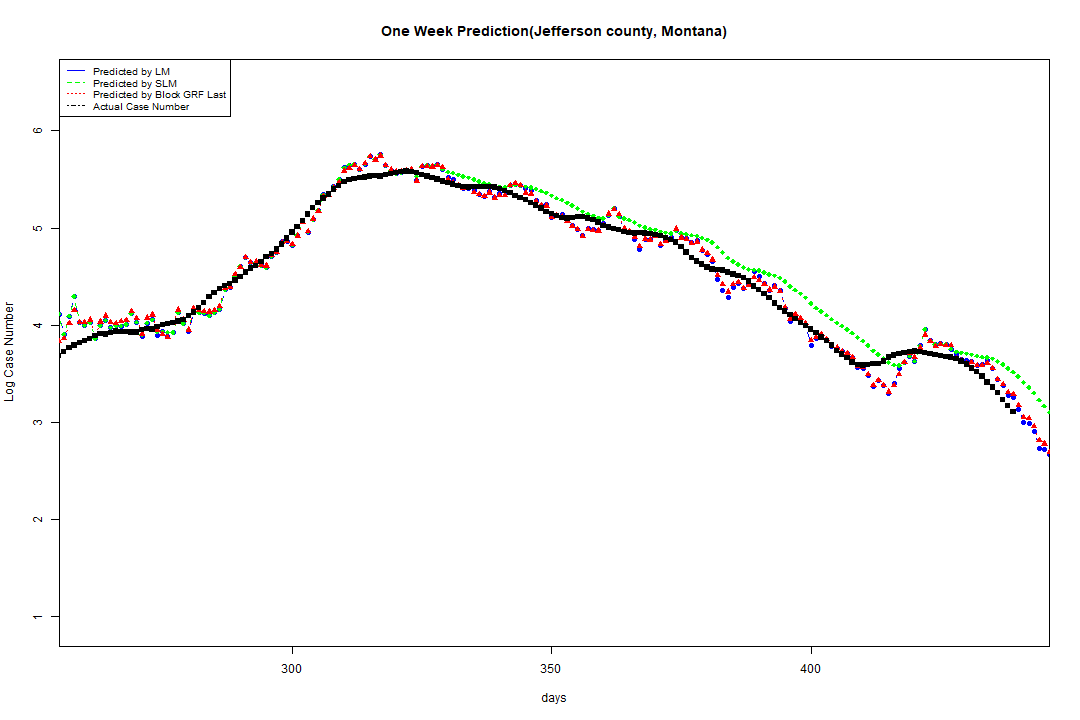 One Week Prediction(Jefferson county, Montana)
Predicted by LM
Predicted by SLM
Predicted by Block GRF Last
Actual Case Number
6
5
4
3
2
1
Log Case Number
300 350 400
days